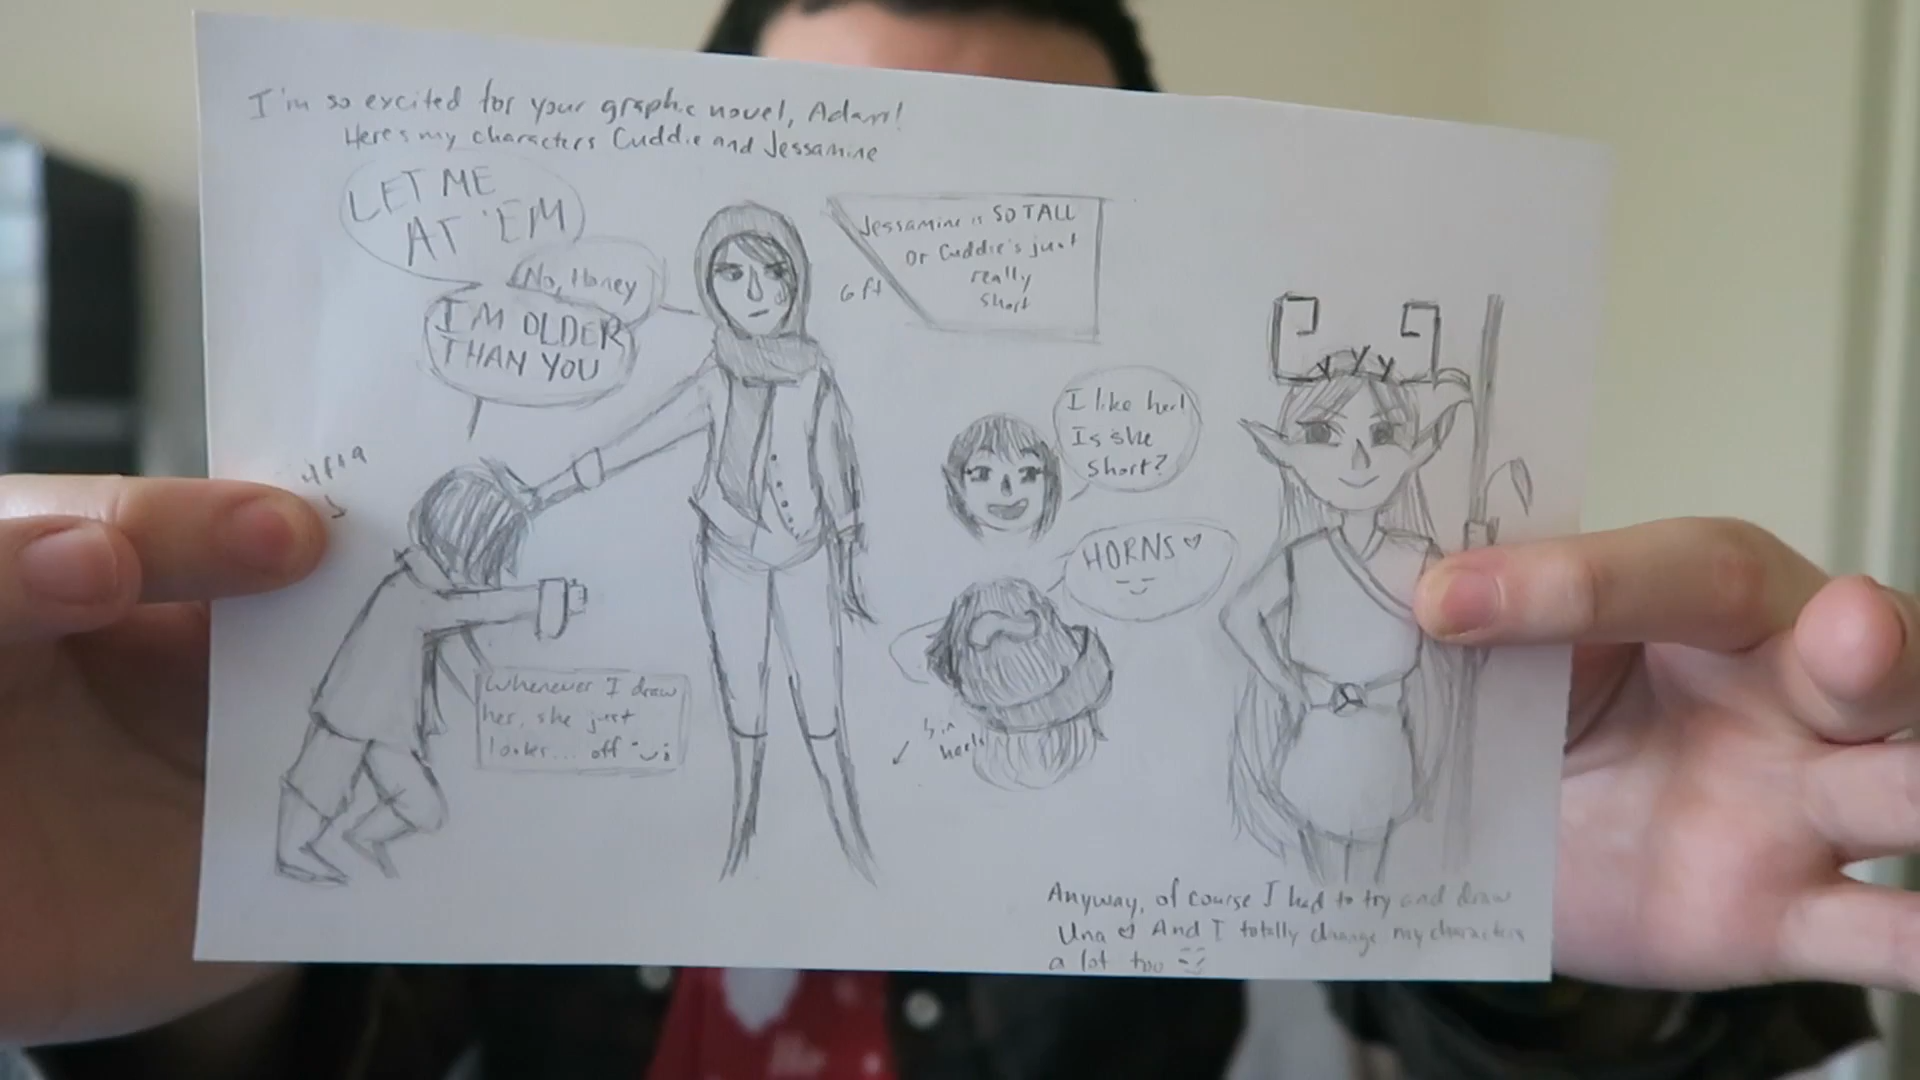 I'm so excited for your graphic novel, Adam!
Here's my characters Cuddie and Jessamine
LET ME
AT 'EM
No, Honey
I'M OLDER
THAN YOU
Jessamine is SO TALL
or Cuddie's just
really
short
6 ft
I like her!
Is she
short?
HORNS
Whenever I draw
her, she just
looks... off
heels
Anyway, of course I had to try and draw
Una And I totally change my characters
a lot too